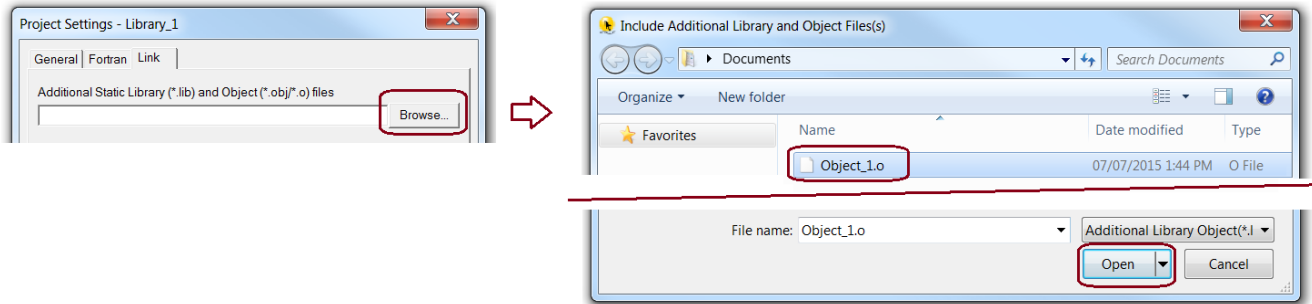 Project Settings - Library_1
General Fortran Link
Additional Static Library (*.lib) and Object (*.obj/*.o) files
Browse...
Include Additional Library and Object Files(s)
Documents
Search Documents
Organize New folder
Favorites
Name Date modified Type
Object_1.o 07/07/2015 1:44 PM O File
File name: Object_1.o Additional Library Object(*.l
Open Cancel